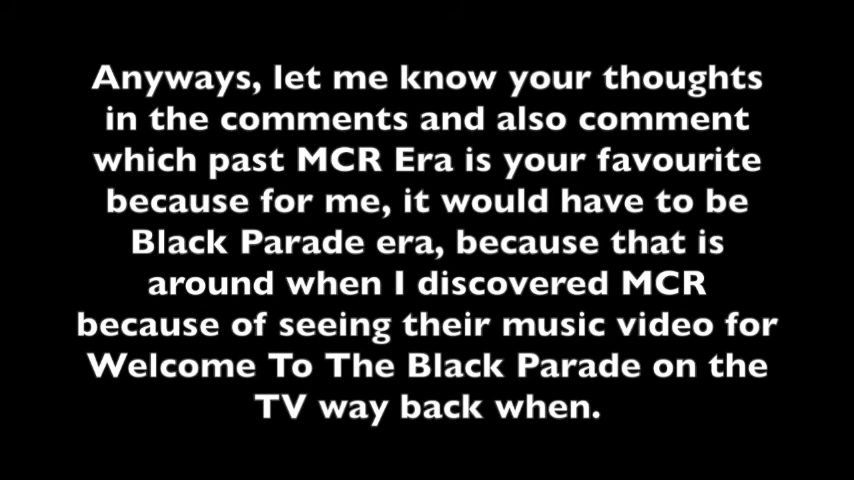 Anyways, let me know your thoughts
in the comments and also comment
which past MCR Era is your favourite
because for me, it would have to be
Black Parade era, because that is
around when I discovered MCR
because of seeing their music video for
Welcome To The Black Parade on the
TV way back when.